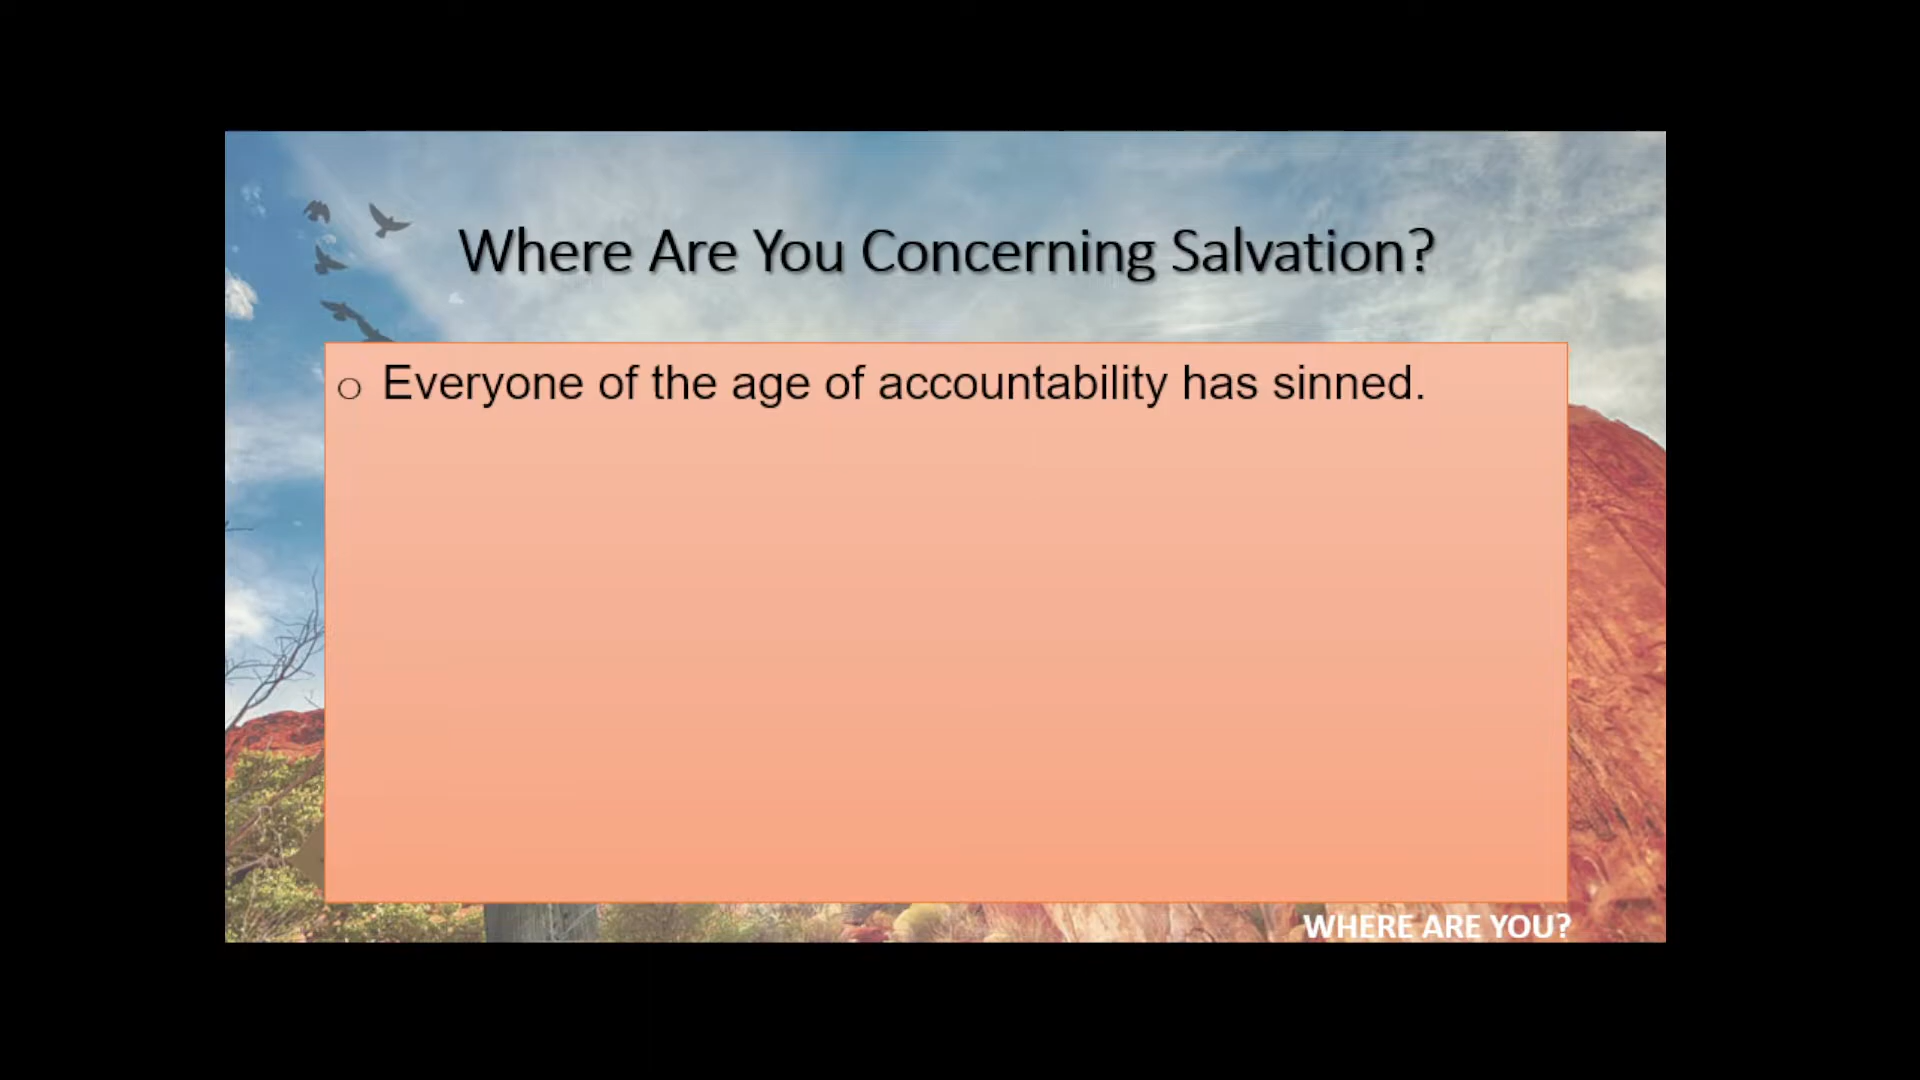 Where Are You Concerning Salvation?
o Everyone of the age of accountability has sinned.
WHERE ARE YOU?